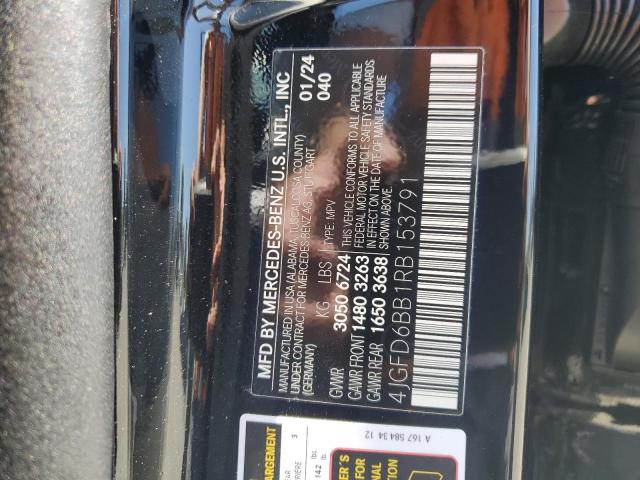 MFD BY MERCEDES-BENZ U.S. INTL., INC
MANUFACTURED IN USA (ALABAMA, TUSCALOOSA COUNTY)
UNDER CONTRACT FOR MERCEDES-BENZ AG, STUTTGART
(GERMANY)
01/24
040
KG LBS TYPE: MPV
GVWR 3050 6724
GAWR FRONT 1480 3263
GAWR REAR 1650 3638
THIS VEHICLE CONFORMS TO ALL APPLICABLE
FEDERAL MOTOR VEHICLE SAFETY STANDARDS
IN EFFECT ON THE DATE OF MANUFACTURE
SHOWN ABOVE.
4JGFD6BB1RB153791
A 167 584 34 12
ARGEMENT
3
142